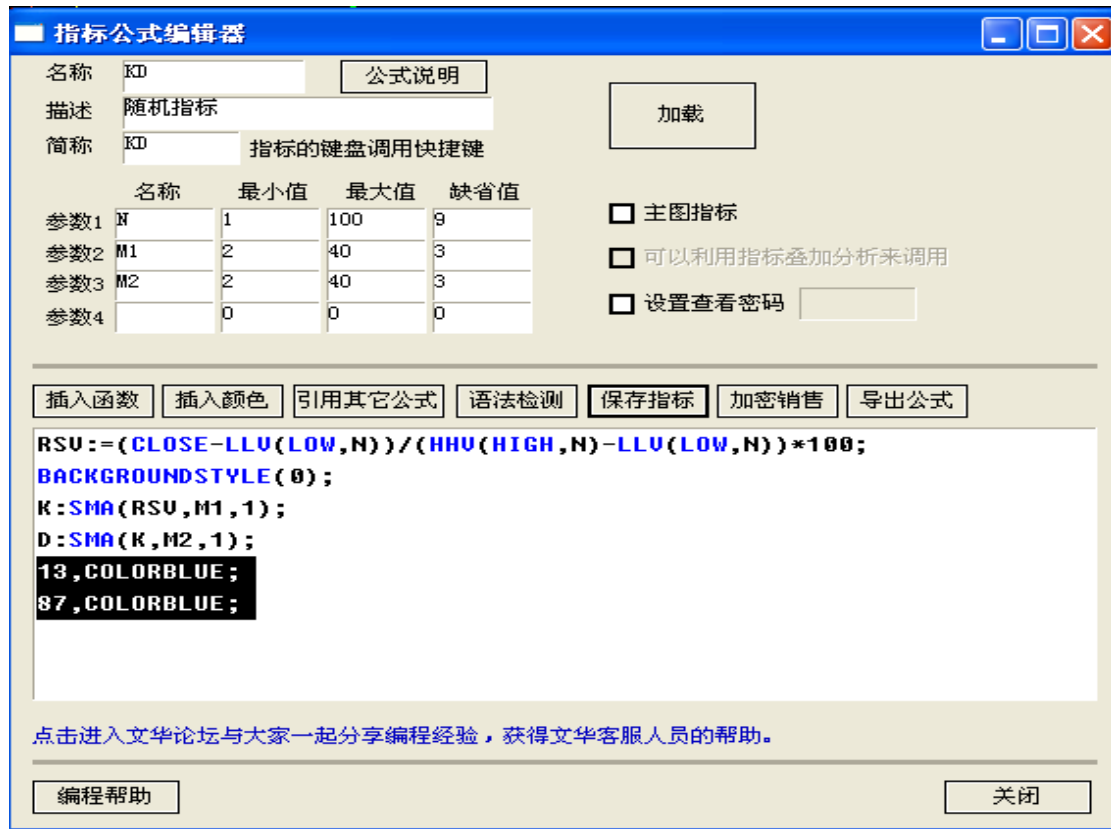 指标公式编辑器
名称 KD 公式说明
描述 随机指标 加载
简称 KD 指标的键盘调用快捷键
名称 最小值 最大值 缺省值
参数1 N 1 100 9 主图指标
参数2 M1 2 40 3 可以利用指标叠加分析来调用
参数3 M2 2 40 3 设置查看密码
参数4 0 0 0
插入函数 插入颜色 引用其它公式 语法检测 保存指标 加密销售 导出公式
RSV:=(CLOSE-LLV(LOW,N))/(HHV(HIGH,N)-LLV(LOW,N))*100;
BACKGROUNDSTYLE(0);
K:SMA(RSV,M1,1);
D:SMA(K,M2,1);
13,COLORBLUE;
87,COLORBLUE;
点击进入文华论坛与大家一起分享编程经验，获得文华客服人员的帮助。
编程帮助 关闭